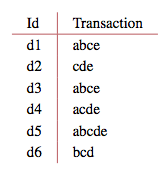 Id Transaction
d1 abce
d2 cde
d3 abce
d4 acde
d5 abcde
d6 bcd